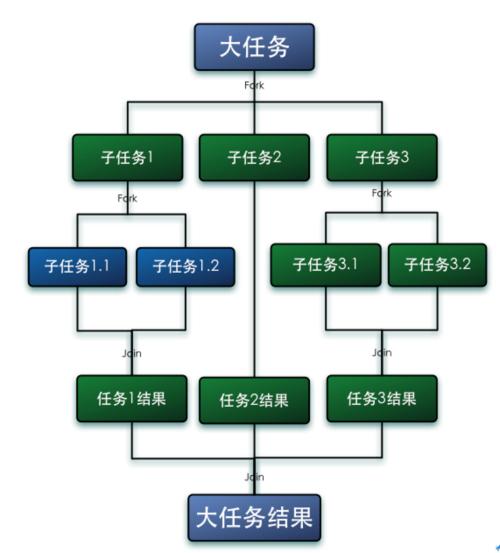 大任务
Fork
子任务1
子任务2
子任务3
Fork
Fork
子任务1.1
子任务1.2
子任务3.1
子任务3.2
Join
Join
任务1结果
任务2结果
任务3结果
Join
大任务结果